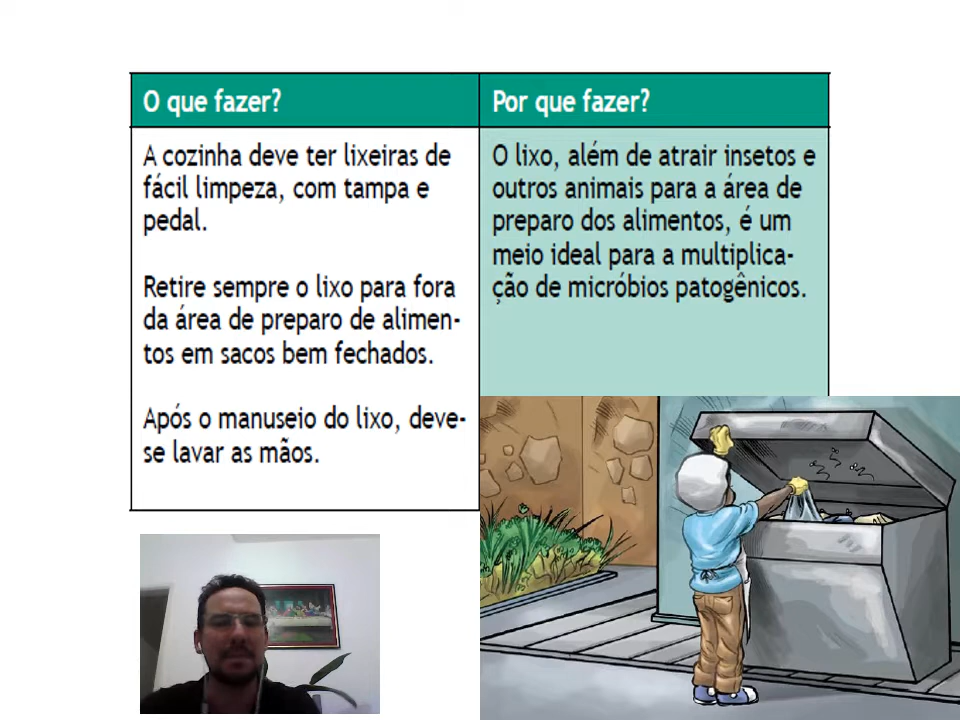 O que fazer?
A cozinha deve ter lixeiras de
fácil limpeza, com tampa e
pedal.
Retire sempre o lixo para fora
da área de preparo de alimen-
tos em sacos bem fechados.
Após o manuseio do lixo, deve-
se lavar as mãos.
Por que fazer?
O lixo, além de atrair insetos e
outros animais para a área de
preparo dos alimentos, é um
meio ideal para a multiplica-
ção de micróbios patogênicos.